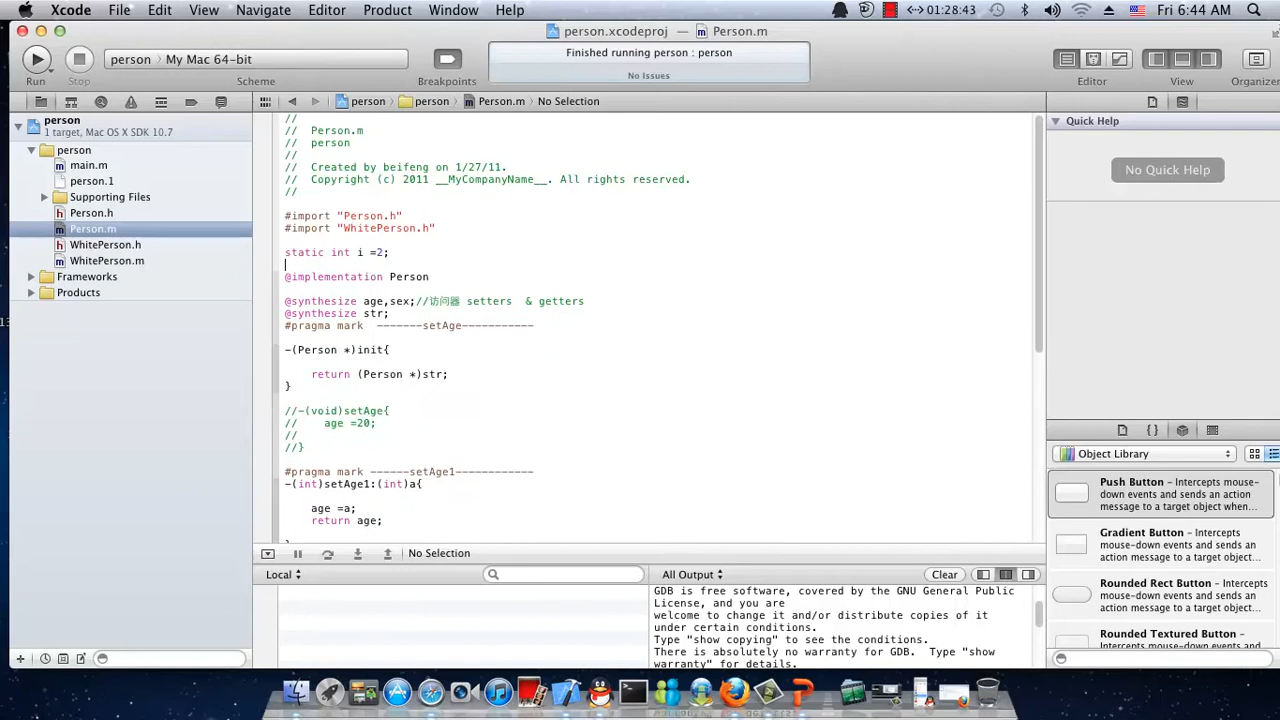 Xcode File Edit View Navigate Editor Product Window Help 01:28:43 Fri 6:44 AM
person.xcodeproj — Person.m
Run Stop
person My Mac 64-bit
Scheme
Breakpoints
Finished running person : person
No Issues
Editor View Organizer
person person Person.m No Selection
person
1 target, Mac OS X SDK 10.7
person
main.m
person.1
Supporting Files
Person.h
Person.m
WhitePerson.h
WhitePerson.m
Frameworks
Products
//
// Person.m
// person
//
// Created by beifeng on 1/27/11.
// Copyright (c) 2011 __MyCompanyName__. All rights reserved.
//
#import "Person.h"
#import "WhitePerson.h"
static int i =2;
@implementation Person
@synthesize age,sex;//访问器 setters & getters
@synthesize str;
#pragma mark -------setAge-----------
-(Person *)init{
return (Person *)str;
}
//-(void)setAge{
// age =20;
//
//}
#pragma mark ------setAge1------------
-(int)setAge1:(int)a{
age =a;
return age;
Quick Help
No Quick Help
Object Library
Push Button – Intercepts mouse-
down events and sends an action
message to a target object when...
Gradient Button – Intercepts
mouse-down events and sends an
action message to a target object...
Rounded Rect Button – Intercepts
mouse-down events and sends an
action message to a target object...
Rounded Textured Button –
Intercepts mouse-down events and
No Selection
Local
All Output Clear
GDB is free software, covered by the GNU General Public
License, and you are
welcome to change it and/or distribute copies of it
under certain conditions.
Type "show copying" to see the conditions.
There is absolutely no warranty for GDB. Type "show
warranty" for details.